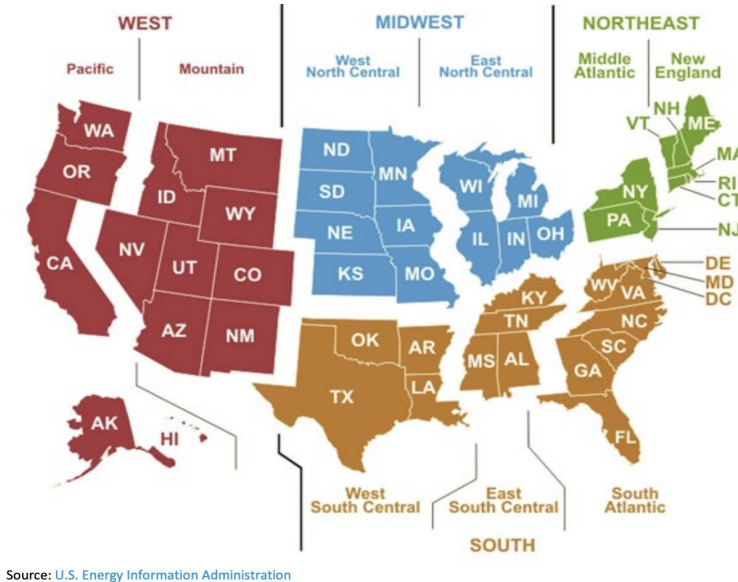 WEST
MIDWEST
NORTHEAST
Pacific
Mountain
West
North Central
East
North Central
Middle
Atlantic
New
England
WA
OR
CA
NV
ID
MT
WY
UT
CO
AZ
NM
AK
HI
ND
SD
NE
KS
MN
IA
MO
WI
IL
MI
IN
OH
NH
VT
ME
MA
RI
CT
NY
PA
NJ
DE
MD
DC
WV
VA
KY
TN
NC
SC
GA
FL
OK
AR
TX
LA
MS
AL
West
South Central
East
South Central
South
Atlantic
SOUTH
Source: U.S. Energy Information Administration